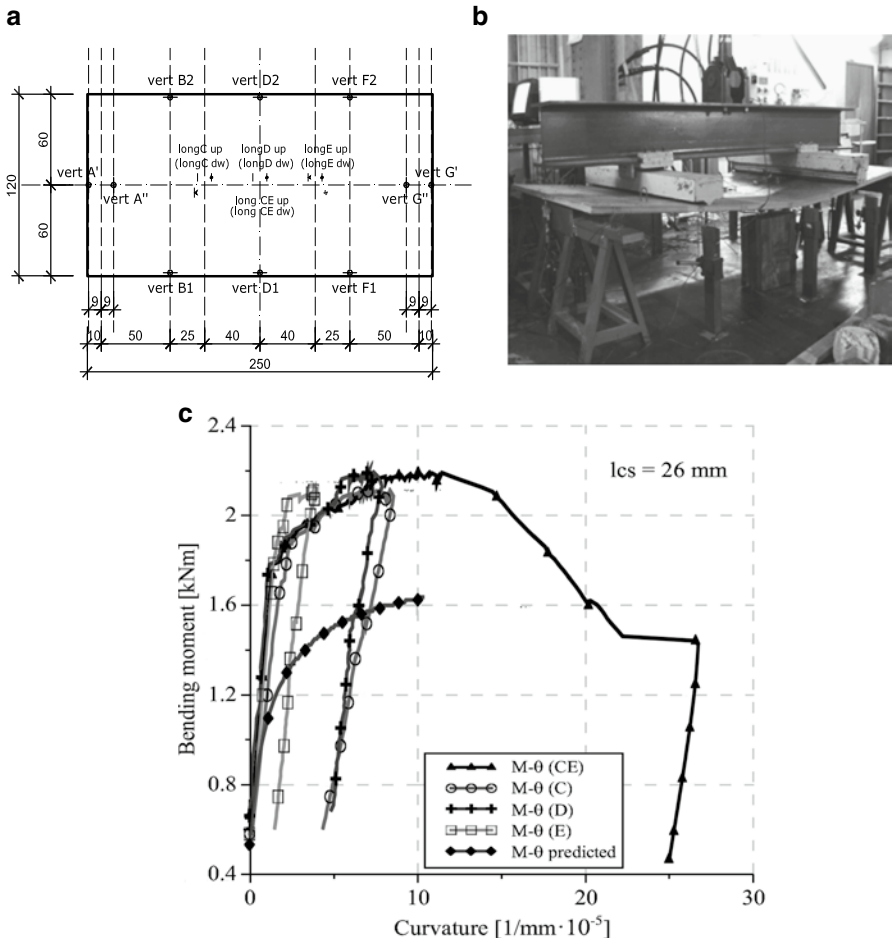 a
b
vert B2 vert D2 vert F2
60
longC up longD up longE up
(longC dw) (longD dw) (longE dw)
vert A' vert G'
120
vert A'' vert G''
long CE up
(long CE dw)
60
vert B1 vert D1 vert F1
9 9 9 9
10 50 25 40 40 25 50 10
250
c
2.4
lcs = 26 mm
2
1.6
1.2
0.8
0.4
Bending moment [kNm]
M-θ (CE)
M-θ (C)
M-θ (D)
M-θ (E)
M-θ predicted
0 10 20 30
Curvature [1/mm·10⁻⁵]